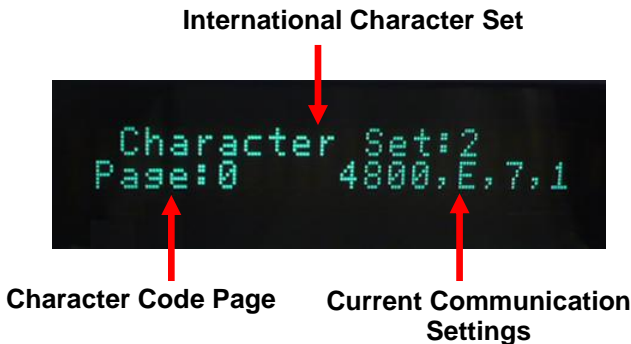 International Character Set
Character Set:2
Page:0 4800,E,7,1
Character Code Page
Current Communication
Settings